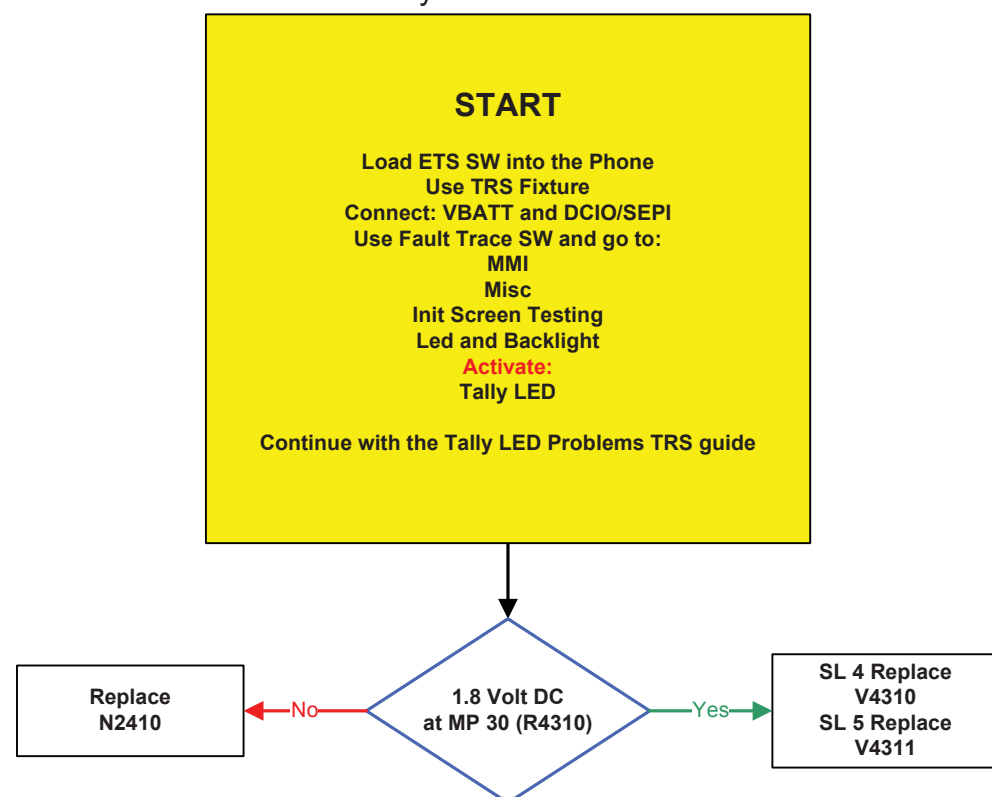 START
Load ETS SW into the Phone
Use TRS Fixture
Connect: VBATT and DCIO/SEPI
Use Fault Trace SW and go to:
MMI
Misc
Init Screen Testing
Led and Backlight
Activate:
Tally LED
Continue with the Tally LED Problems TRS guide
Replace
N2410
No
1.8 Volt DC
at MP 30 (R4310)
Yes
SL 4 Replace
V4310
SL 5 Replace
V4311